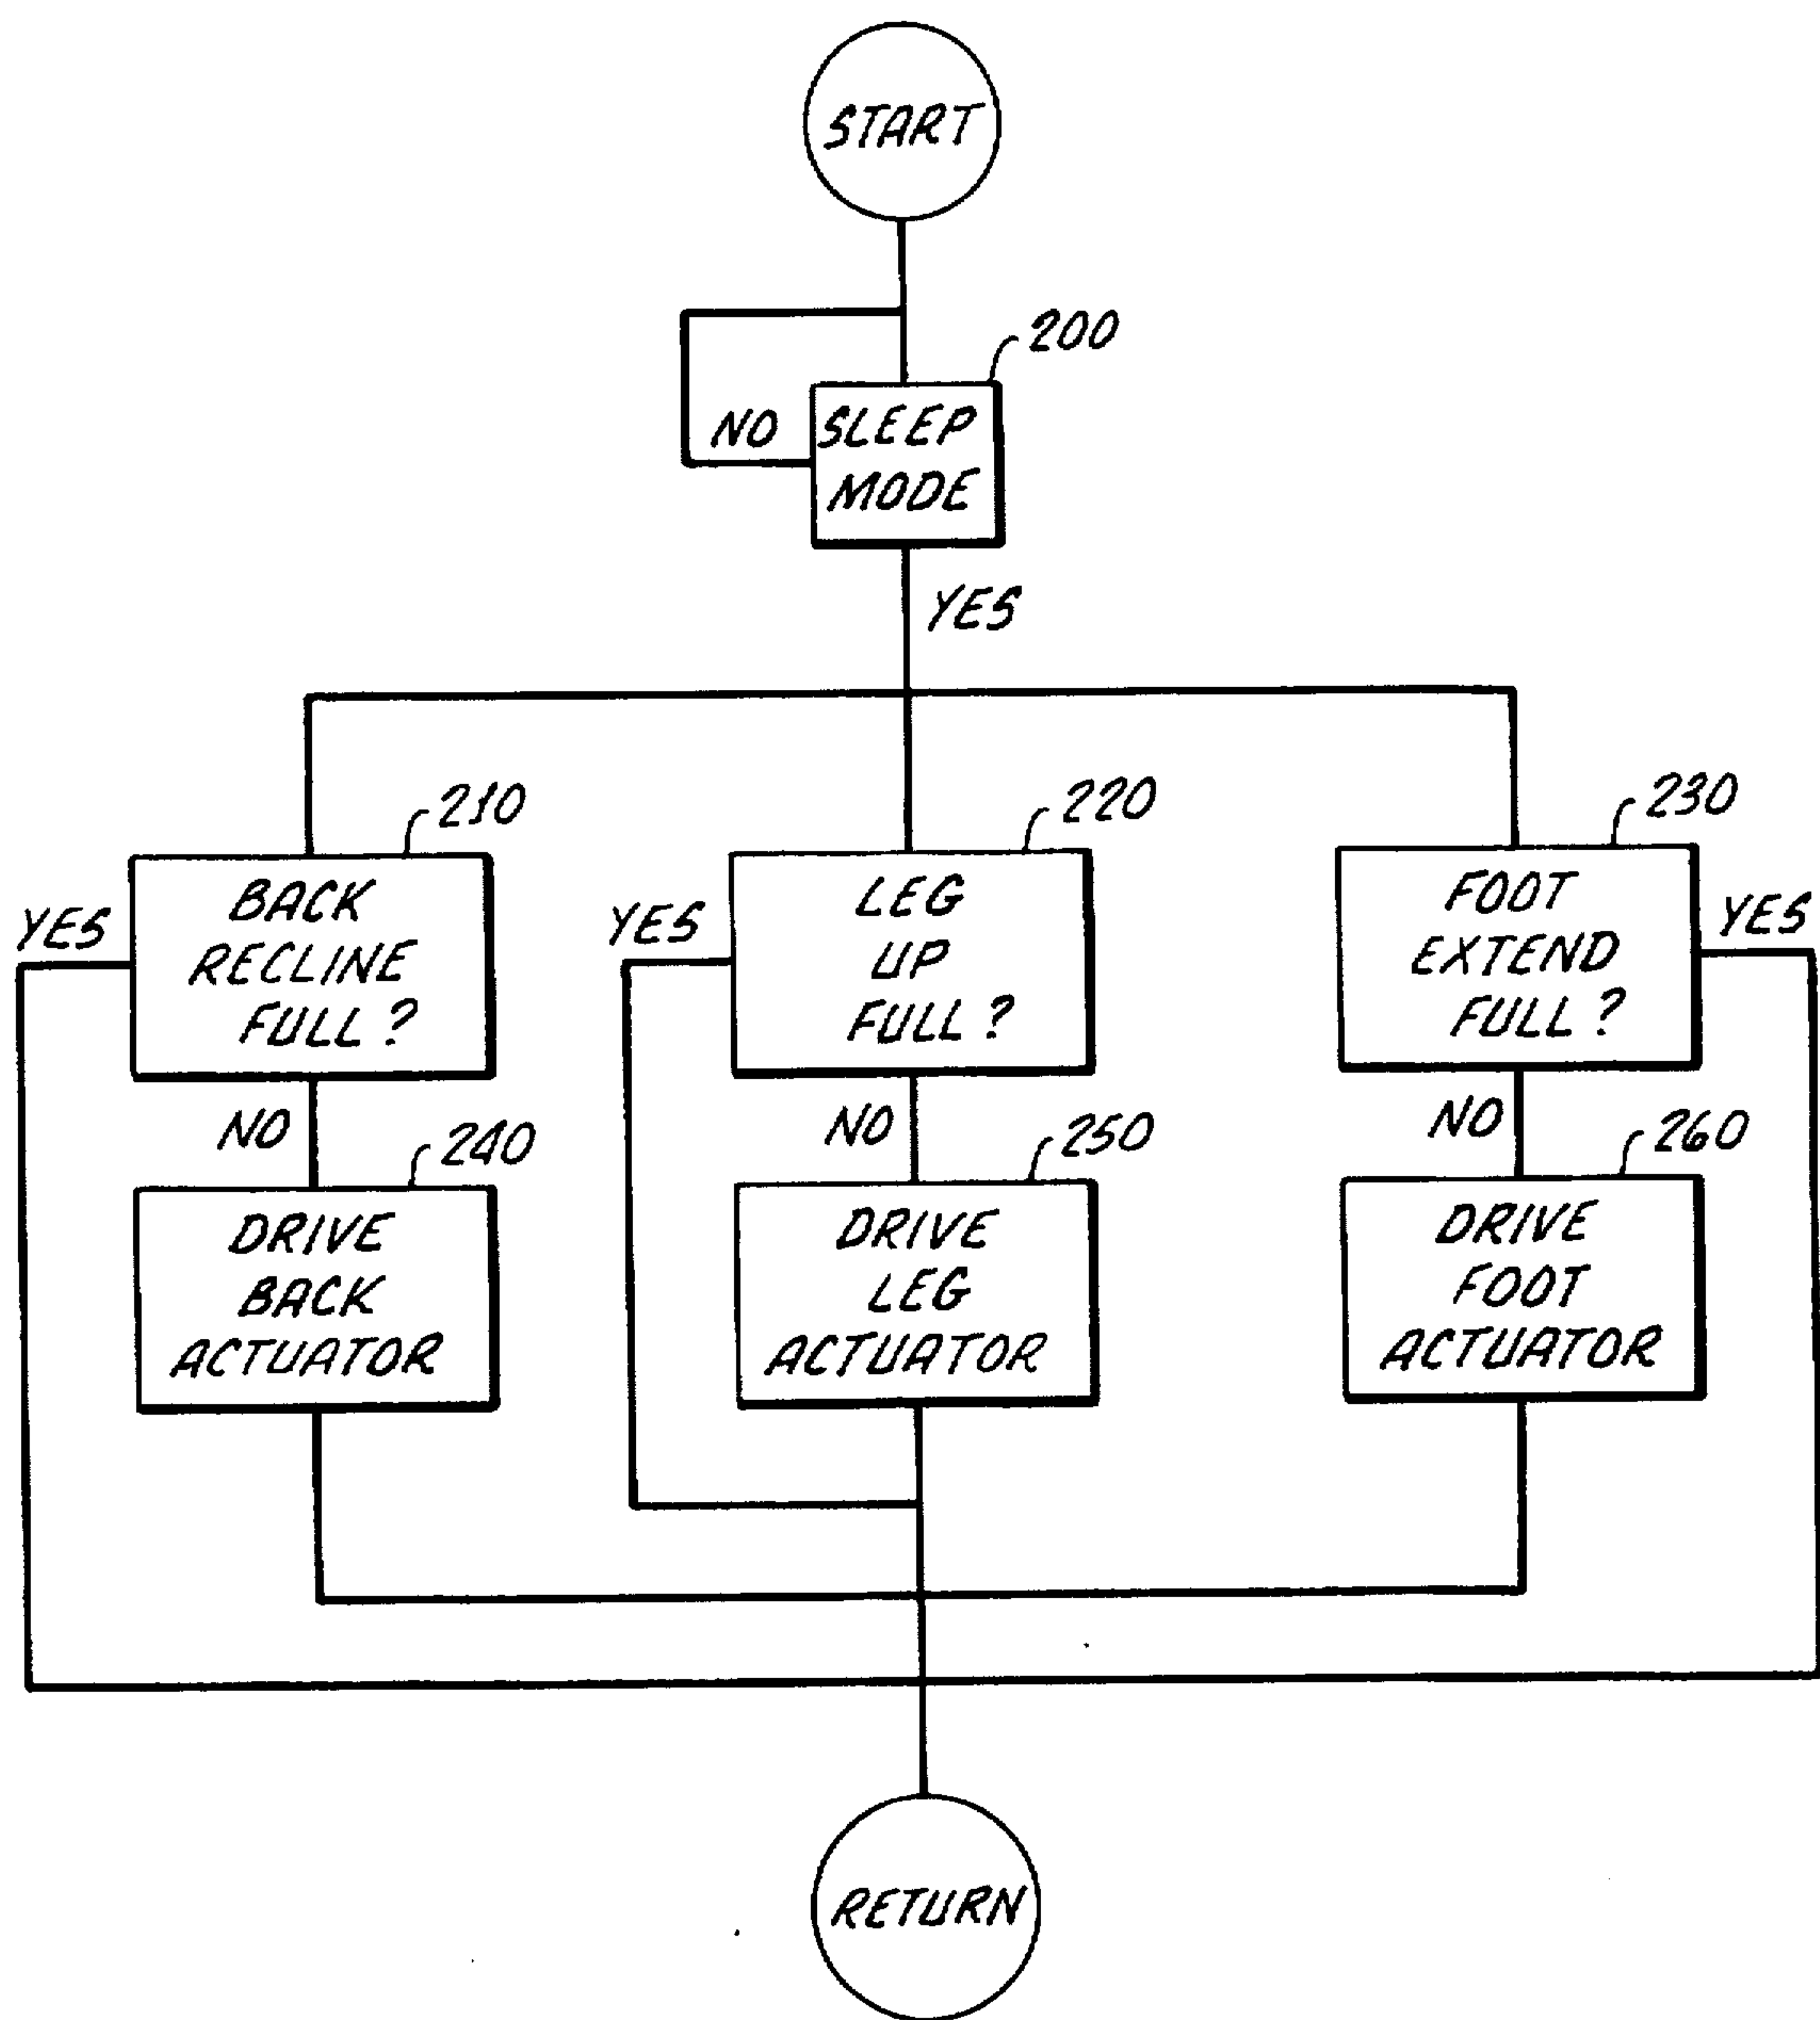 START
200
NO
SLEEP
MODE
YES
210
220
230
YES
BACK
RECLINE
FULL?
YES
LEG
UP
FULL?
FOOT
EXTEND
FULL?
YES
NO
240
NO
250
NO
260
DRIVE
BACK
ACTUATOR
DRIVE
LEG
ACTUATOR
DRIVE
FOOT
ACTUATOR
RETURN